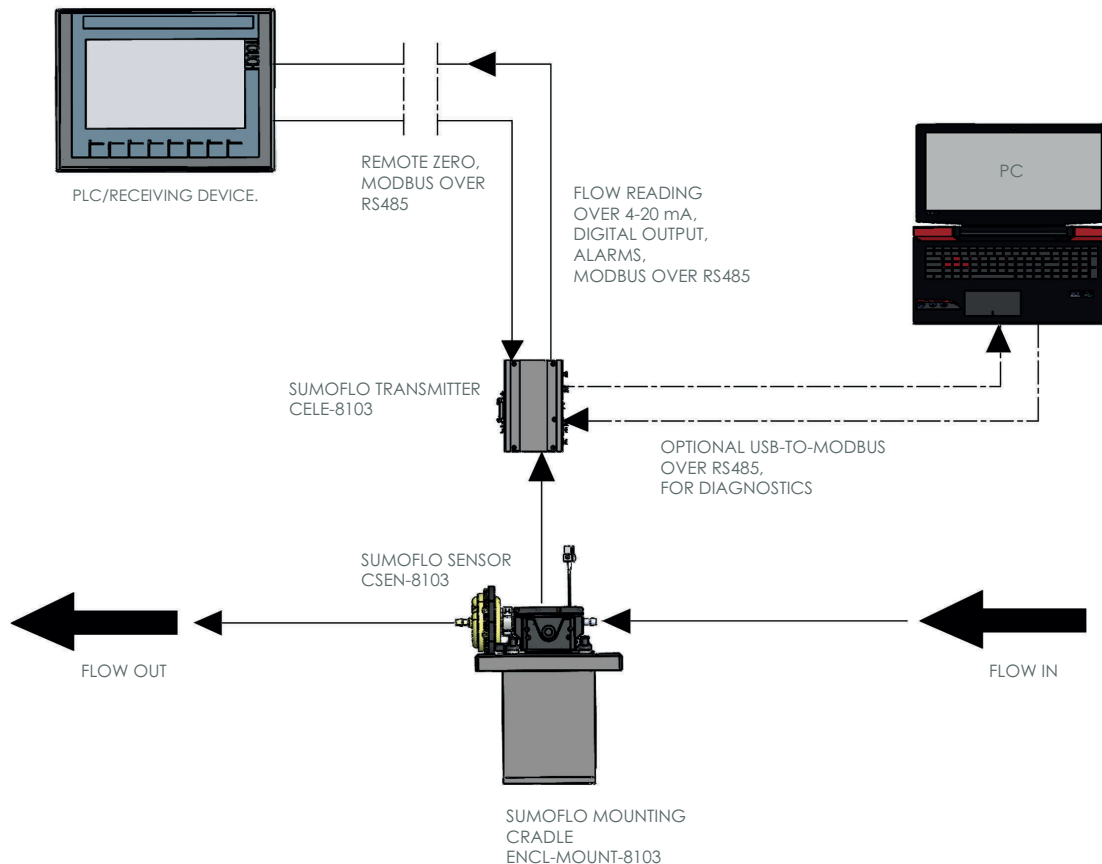 PLC/RECEIVING DEVICE.
REMOTE ZERO,
MODBUS OVER
RS485
FLOW READING
OVER 4-20 mA,
DIGITAL OUTPUT,
ALARMS,
MODBUS OVER RS485
PC
SUMOFLO TRANSMITTER
CELE-8103
OPTIONAL USB-TO-MODBUS
OVER RS485,
FOR DIAGNOSTICS
SUMOFLO SENSOR
CSEN-8103
FLOW OUT
FLOW IN
SUMOFLO MOUNTING
CRADLE
ENCL-MOUNT-8103